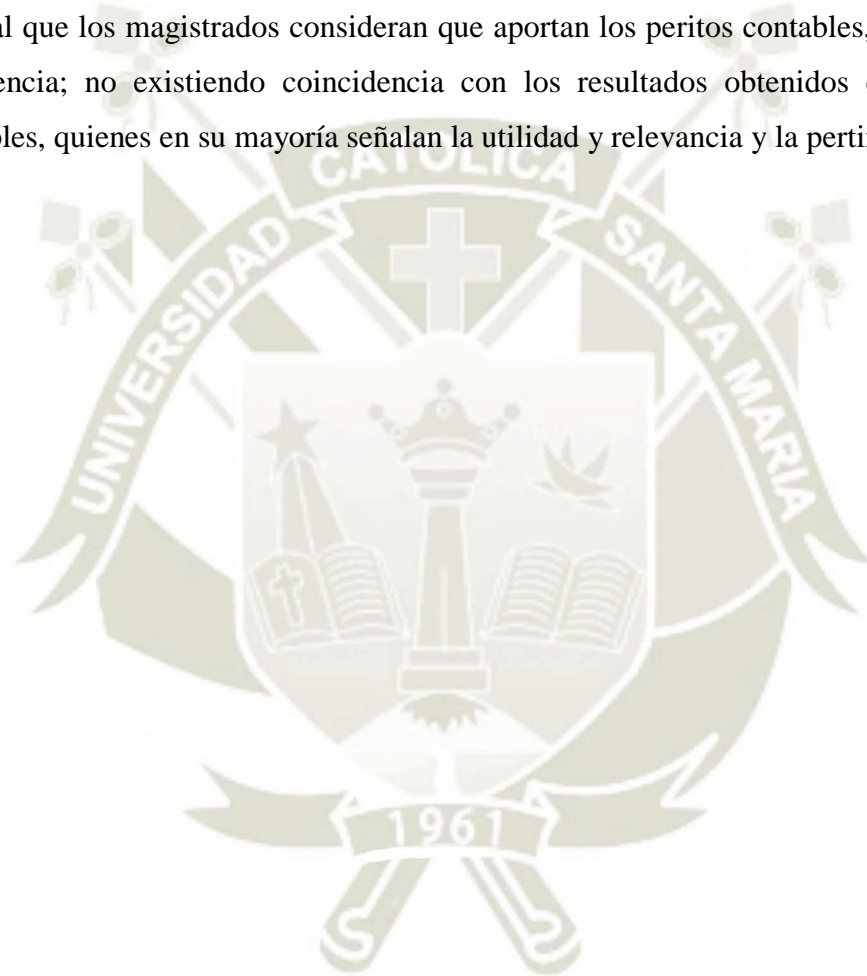 al que los magistrados consideran que aportan los peritos contables,
encia; no existiendo coincidencia con los resultados obtenidos
bles, quienes en su mayoría señalan la utilidad y relevancia y la
UNIVERSIDAD CATOLICA SANTA MARIA
1961